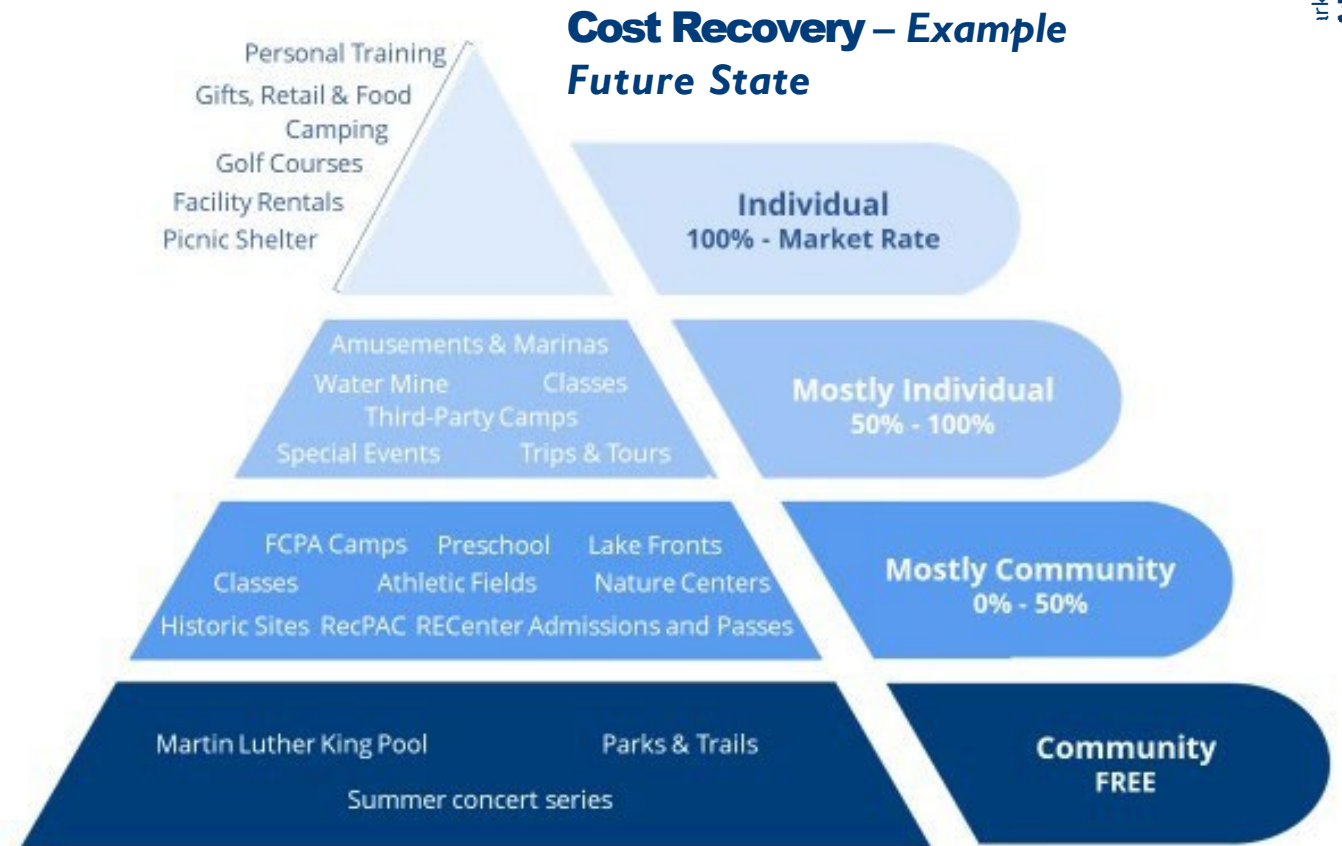 Cost Recovery – Example
Future State
Personal Training
Gifts, Retail & Food
Camping
Golf Courses
Facility Rentals
Picnic Shelter
Individual
100% - Market Rate
Amusements & Marinas
Water Mine Classes
Third-Party Camps
Special Events Trips & Tours
Mostly Individual
50% - 100%
FCPA Camps Preschool Lake Fronts
Classes Athletic Fields Nature Centers
Historic Sites RecPAC RECenter Admissions and Passes
Mostly Community
0% - 50%
Martin Luther King Pool Parks & Trails
Summer concert series
Community
FREE